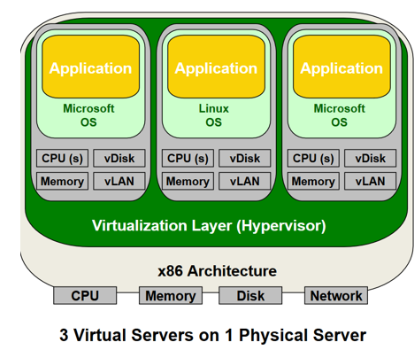 Application Application Application
Microsoft OS Linux OS Microsoft OS
CPU (s) vDisk CPU (s) vDisk CPU (s) vDisk
Memory vLAN Memory vLAN Memory vLAN
Virtualization Layer (Hypervisor)
x86 Architecture
CPU Memory Disk Network
3 Virtual Servers on 1 Physical Server